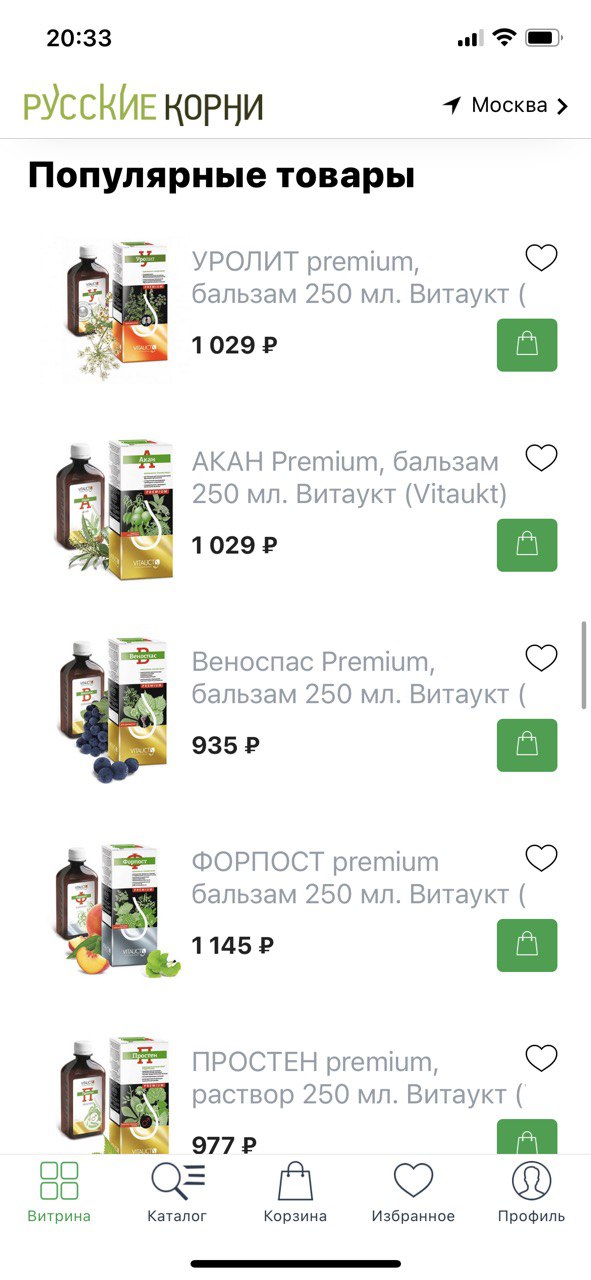 20:33
РУССКИЕ КОРНИ
Москва
Популярные товары
УРОЛИТ premium,
бальзам 250 мл. Витаукт (
1 029 ₽
АКАН Premium, бальзам
250 мл. Витаукт (Vitaukt)
1 029 ₽
Веноспас Premium,
бальзам 250 мл. Витаукт (
935 ₽
ФОРПОСТ premium
бальзам 250 мл. Витаукт (
1 145 ₽
ПРОСТЕН premium,
раствор 250 мл. Витаукт (
977 ₽
Витрина
Каталог
Корзина
Избранное
Профиль